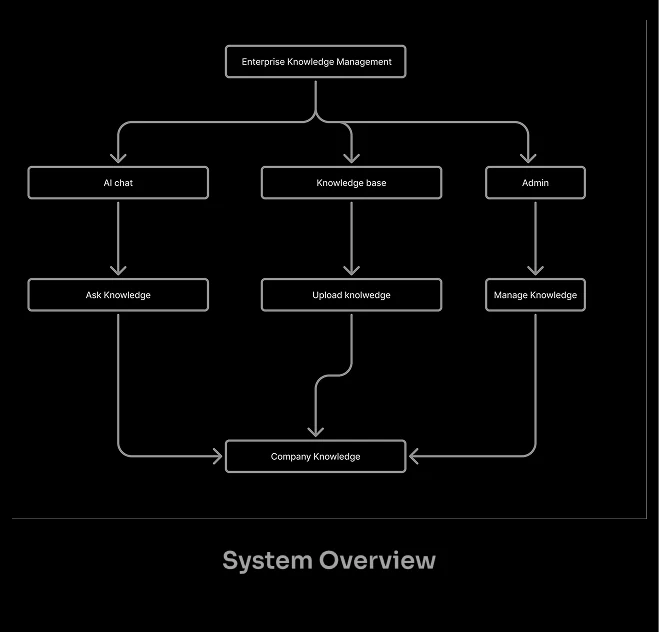 Enterprise Knowledge Management
AI chat
Knowledge base
Admin
Ask Knowledge
Upload knolwedge
Manage Knowledge
Company Knowledge
System Overview